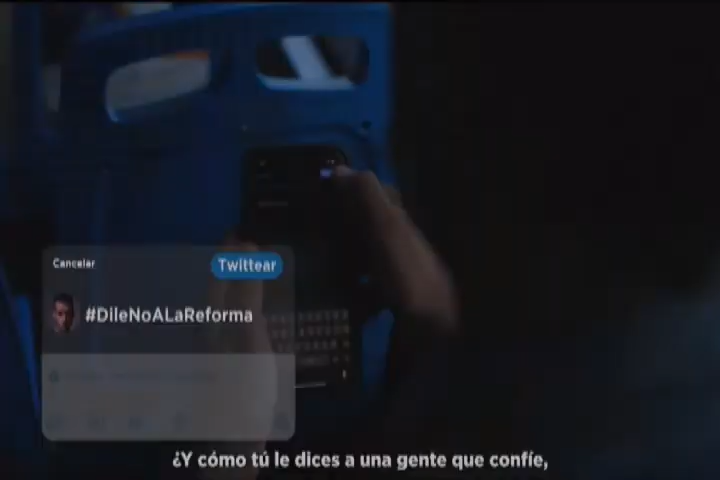 Cancelar
Twittear
#DileNoALaReforma
¿Y cómo tú le dices a una gente que confíe,